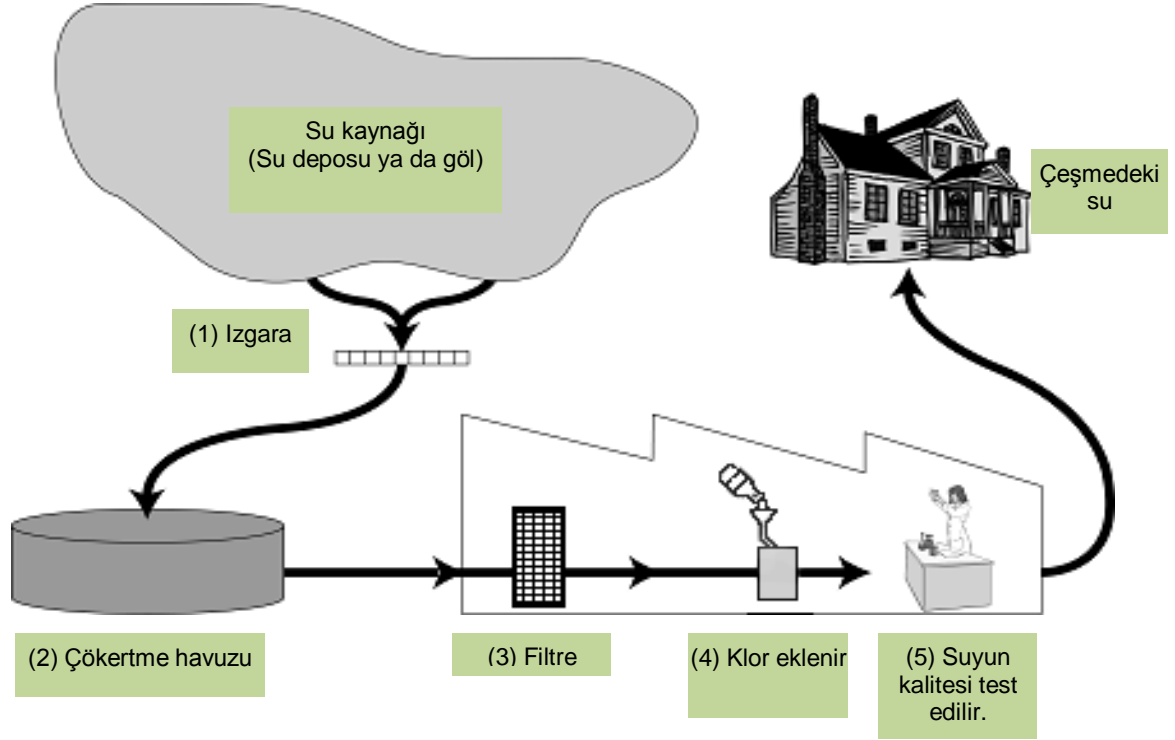 Su kaynağı
(Su deposu ya da göl)
Çeşmedeki
su
(1) Izgara
(2) Çökertme havuzu
(3) Filtre
(4) Klor eklenir
(5) Suyun
kalitesi test
edilir.